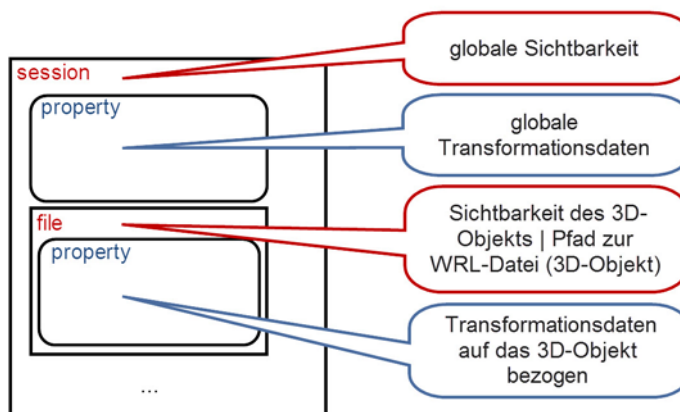 session
property
file
property
...
globale Sichtbarkeit
globale
Transformationsdaten
Sichtbarkeit des 3D-
Objekts | Pfad zur
WRL-Datei (3D-Objekt)
Transformationsdaten
auf das 3D-Objekt
bezogen